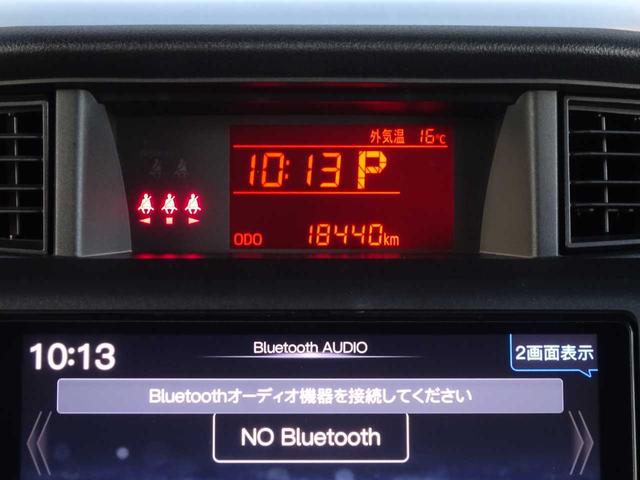 外気温 16℃
10:13 P
ODO 18440km
10:13 Bluetooth AUDIO 2画面表示
Bluetoothオーディオ機器を接続してください
NO Bluetooth